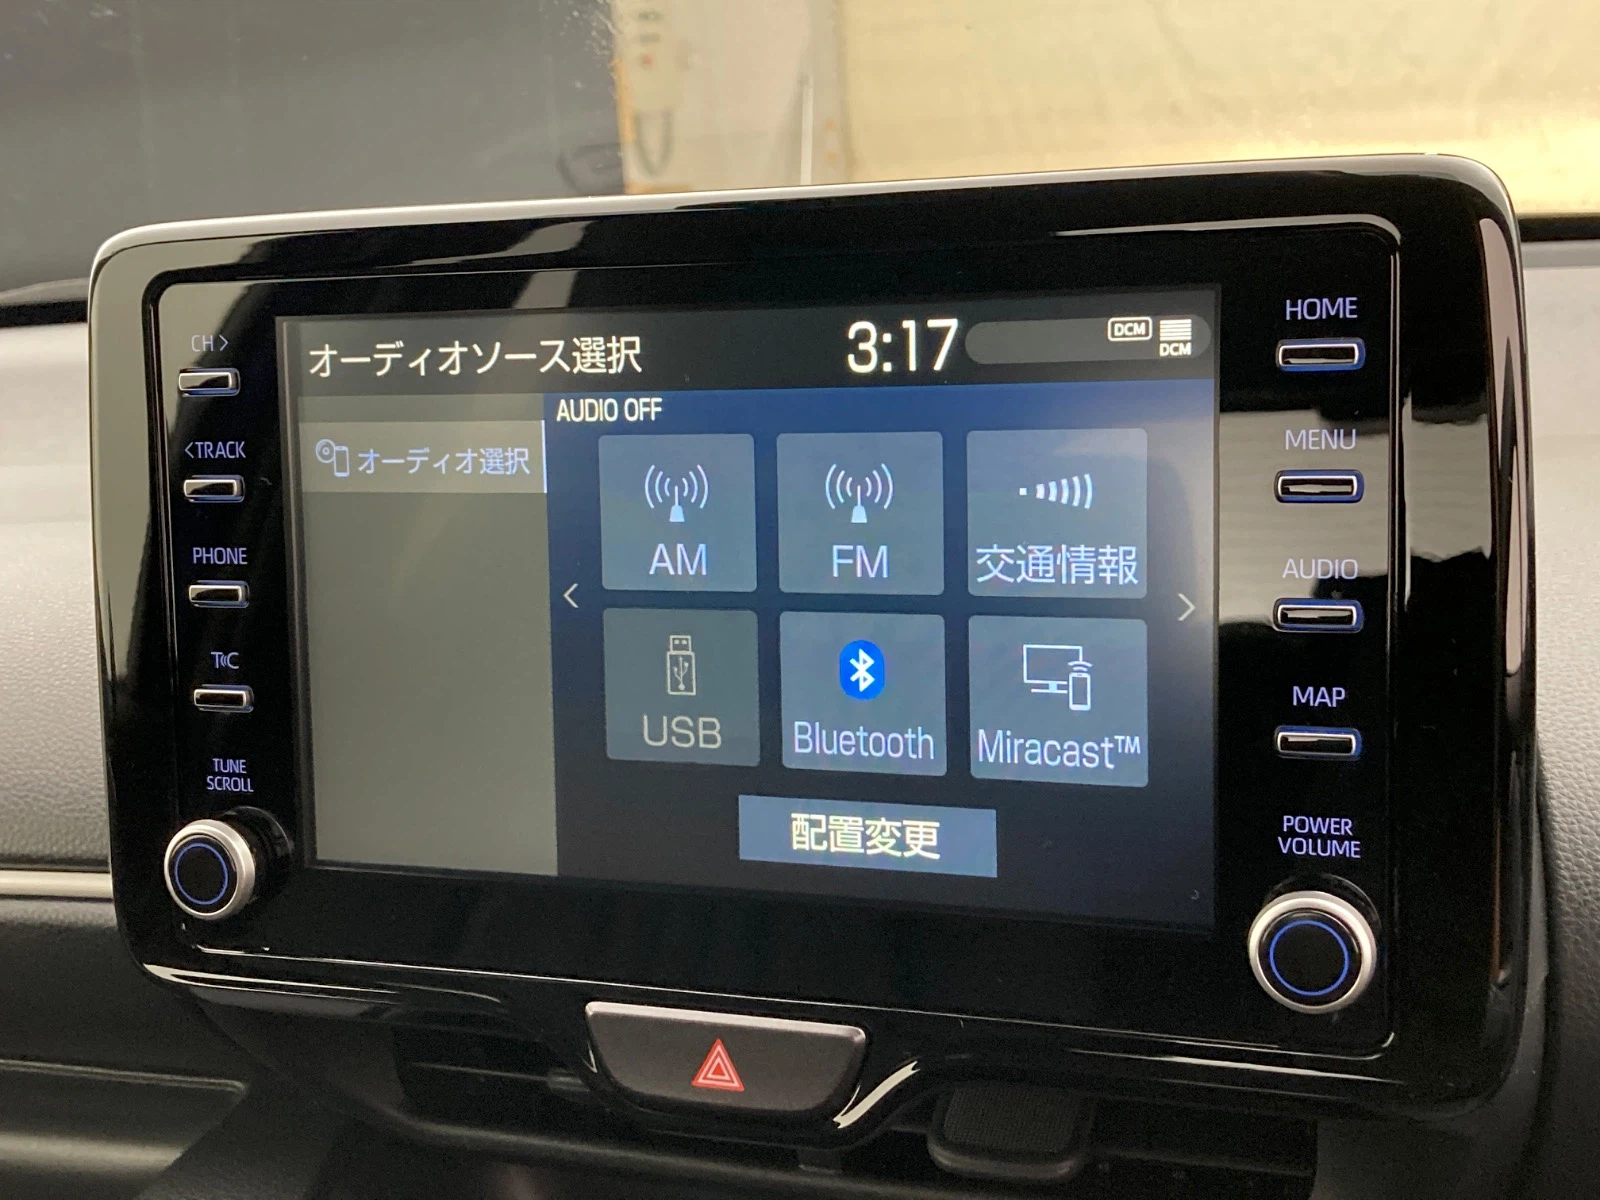 オーディオソース選択
3:17
DCM
DCM
AUDIO OFF
オーディオ選択
AM
FM
交通情報
USB
Bluetooth
Miracast™
配置変更
CH>
<TRACK
PHONE
T«C
TUNE
SCROLL
HOME
MENU
AUDIO
MAP
POWER
VOLUME